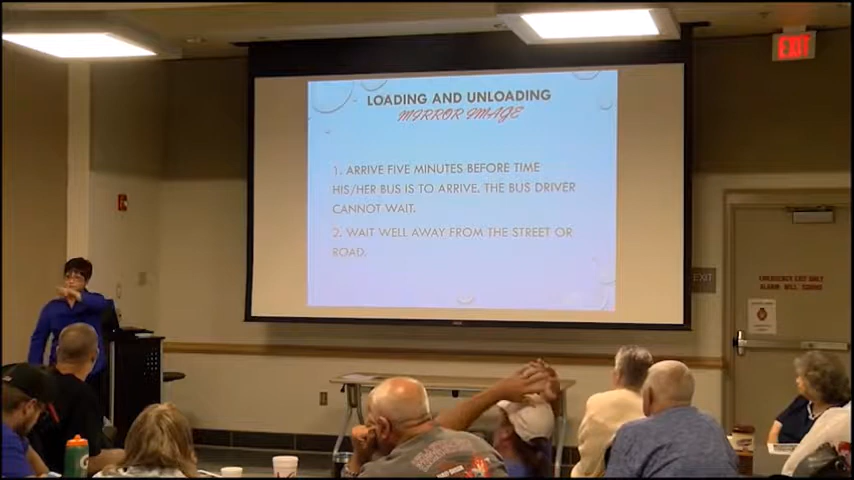 EXIT
LOADING AND UNLOADING
MIRROR IMAGE
1. ARRIVE FIVE MINUTES BEFORE TIME
HIS/HER BUS IS TO ARRIVE. THE BUS DRIVER
CANNOT WAIT.
2. WAIT WELL AWAY FROM THE STREET OR
ROAD.
EXIT
EMERGENCY EXIT ONLY
ALARM WILL SOUND